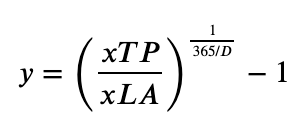 y = (xTP / xLA)^(1 / (365/D)) − 1